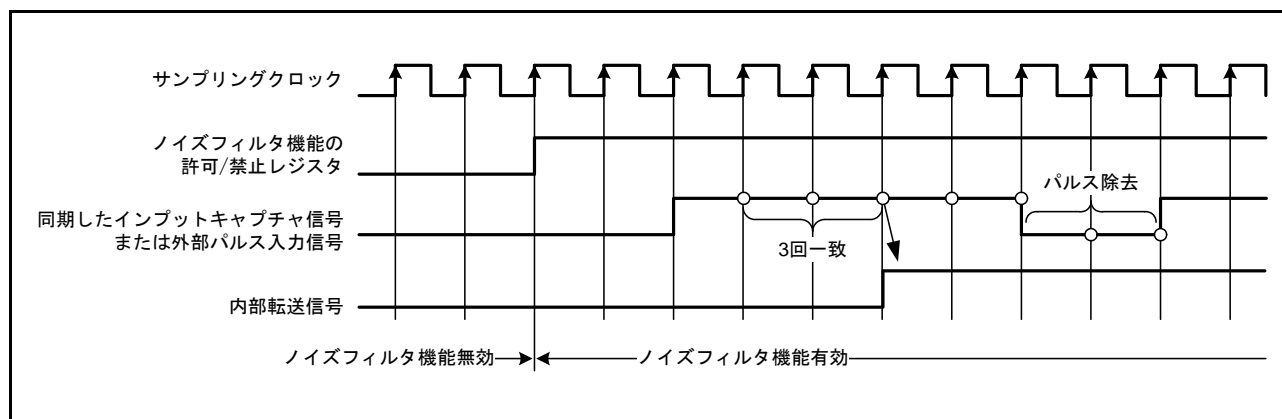 サンプリングクロック
ノイズフィルタ機能の
許可/禁止レジスタ
パルス除去
同期したインプットキャプチャ信号
または外部パルス入力信号
3回一致
内部転送信号
ノイズフィルタ機能無効
ノイズフィルタ機能有効